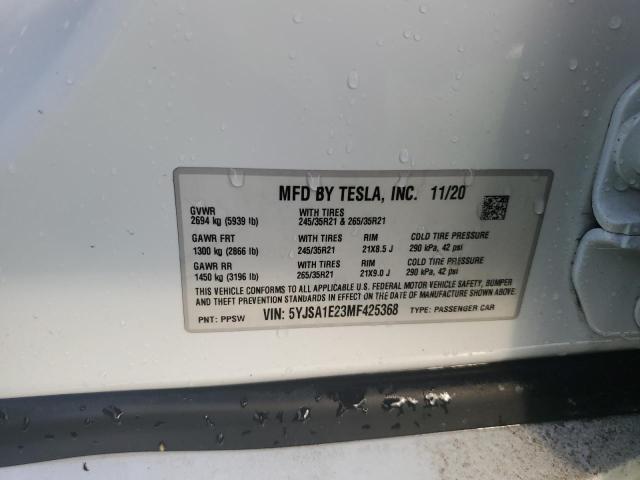 MFD BY TESLA, INC. 11/20
GVWR WITH TIRES
2694 kg (5939 lb) 245/35R21 & 265/35R21
GAWR FRT WITH TIRES RIM COLD TIRE PRESSURE
1300 kg (2866 lb) 245/35R21 21X8.5 J 290 kPa, 42 psi
GAWR RR WITH TIRES RIM COLD TIRE PRESSURE
1450 kg (3196 lb) 265/35R21 21X9.0 J 290 kPa, 42 psi
THIS VEHICLE CONFORMS TO ALL APPLICABLE U.S. FEDERAL MOTOR VEHICLE SAFETY, BUMPER
AND THEFT PREVENTION STANDARDS IN EFFECT ON THE DATE OF MANUFACTURE SHOWN ABOVE.
PNT: PPSW VIN: 5YJSA1E23MF425368 TYPE: PASSENGER CAR